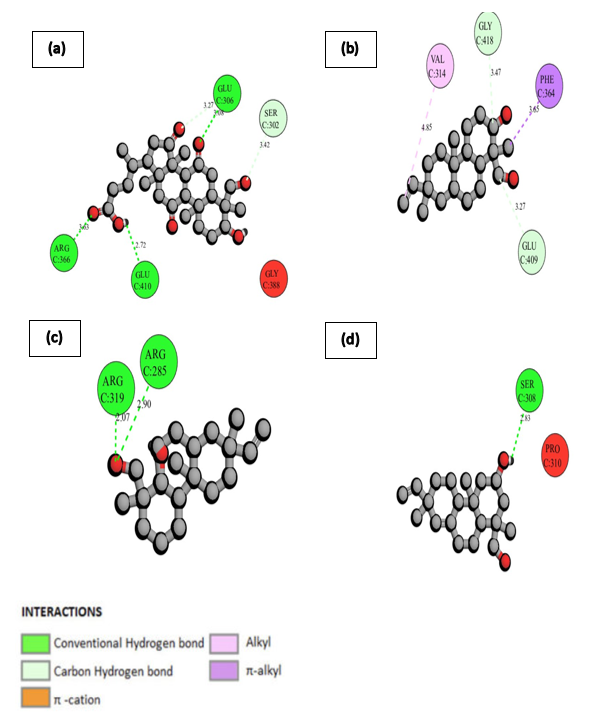 (a)
GLU
C:306
3.27
3.08
SER
C:302
3.42
ARG
C:366
3.03
2.72
GLU
C:410
GLY
C:388
(b)
GLY
C:418
VAL
C:314
3.47
PHE
C:364
3.65
4.85
3.27
GLU
C:409
(c)
ARG
C:285
ARG
C:319
2.90
2.07
(d)
SER
C:308
2.83
PRO
C:310
INTERACTIONS
Conventional Hydrogen bond
Alkyl
Carbon Hydrogen bond
π-alkyl
π -cation